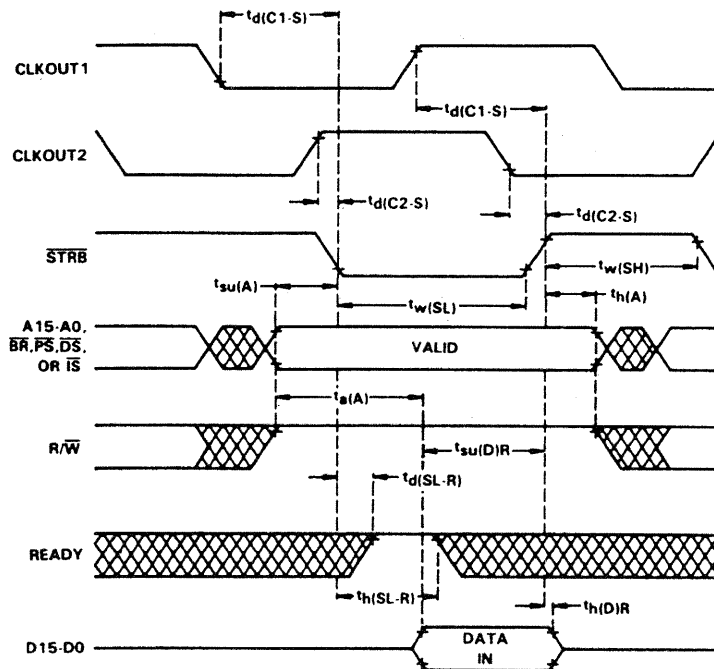 td(C1-S)
CLKOUT1
td(C1-S)
CLKOUT2
td(C2-S)
td(C2-S)
STRB
tsu(A)
tw(SH)
tw(SL)
th(A)
A15-A0,
BR,PS,DS,
OR IS
VALID
ta(A)
R/W
tsu(D)R
td(SL-R)
READY
th(SL-R)
th(D)R
D15-D0
DATA
IN